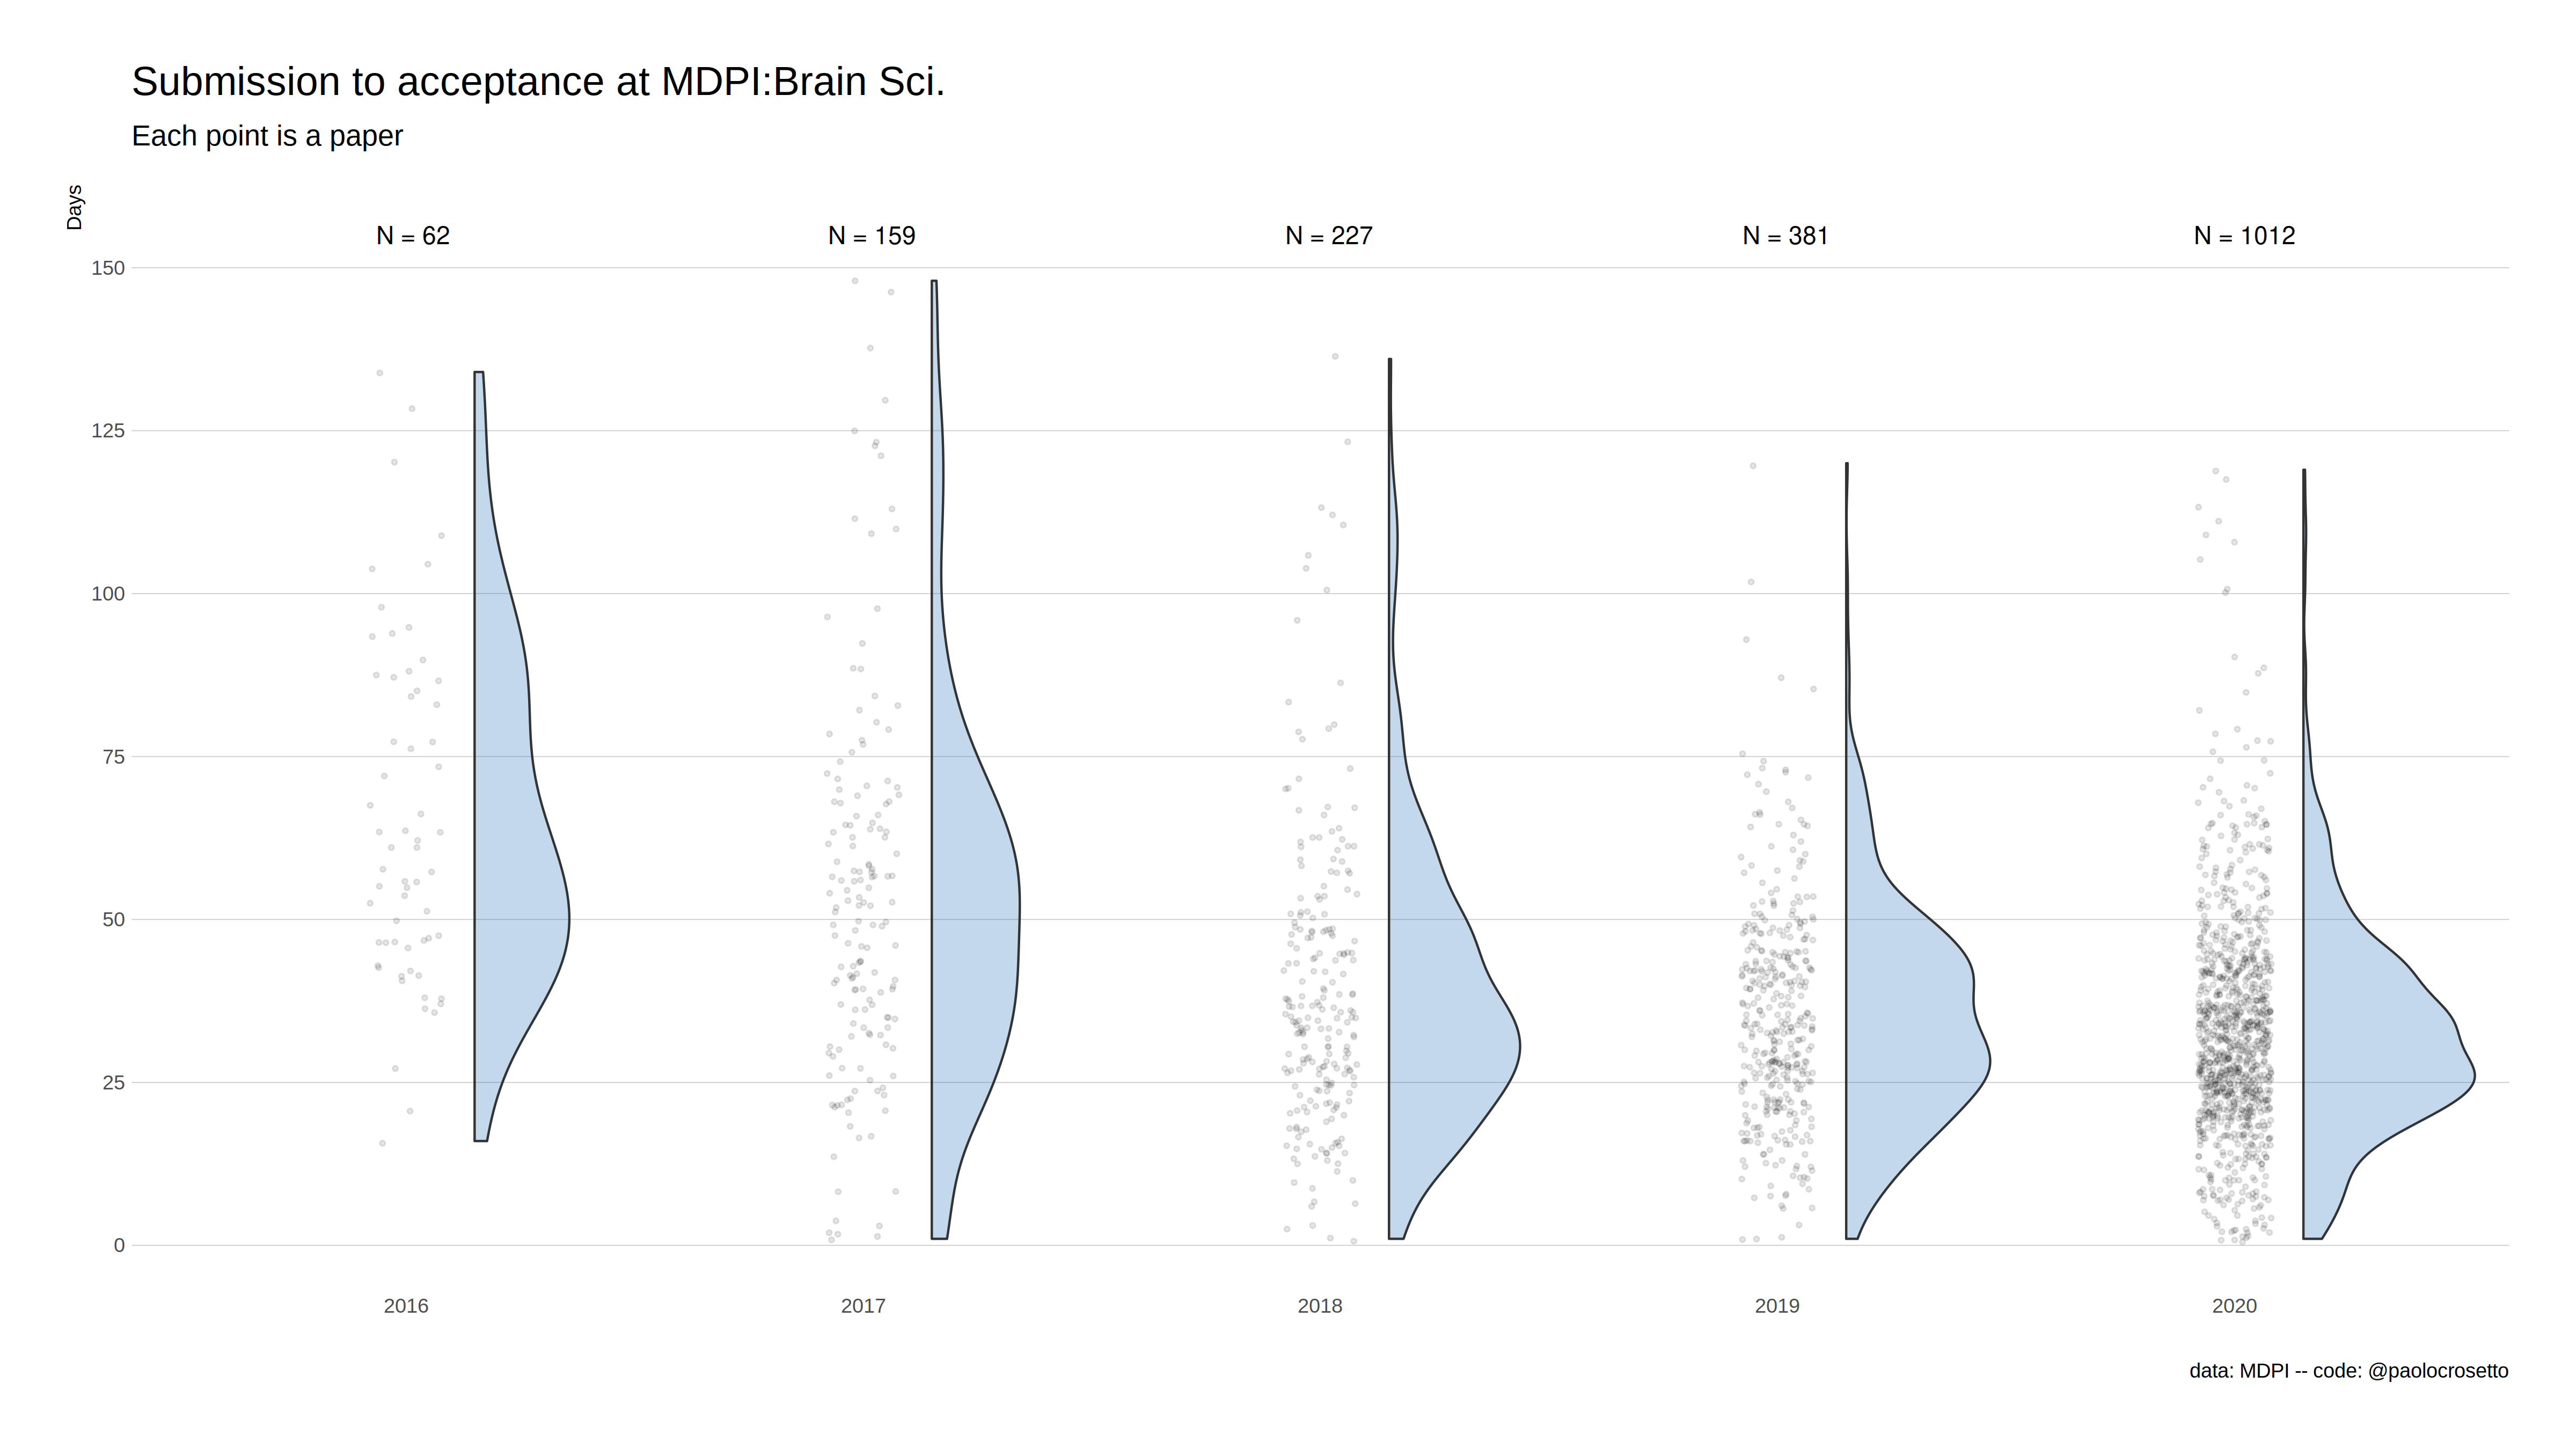 Submission to acceptance at MDPI:Brain Sci.
Each point is a paper
Days
N = 62
N = 159
N = 227
N = 381
N = 1012
150
125
100
75
50
25
0
2016
2017
2018
2019
2020
data: MDPI -- code: @paolocrosetto